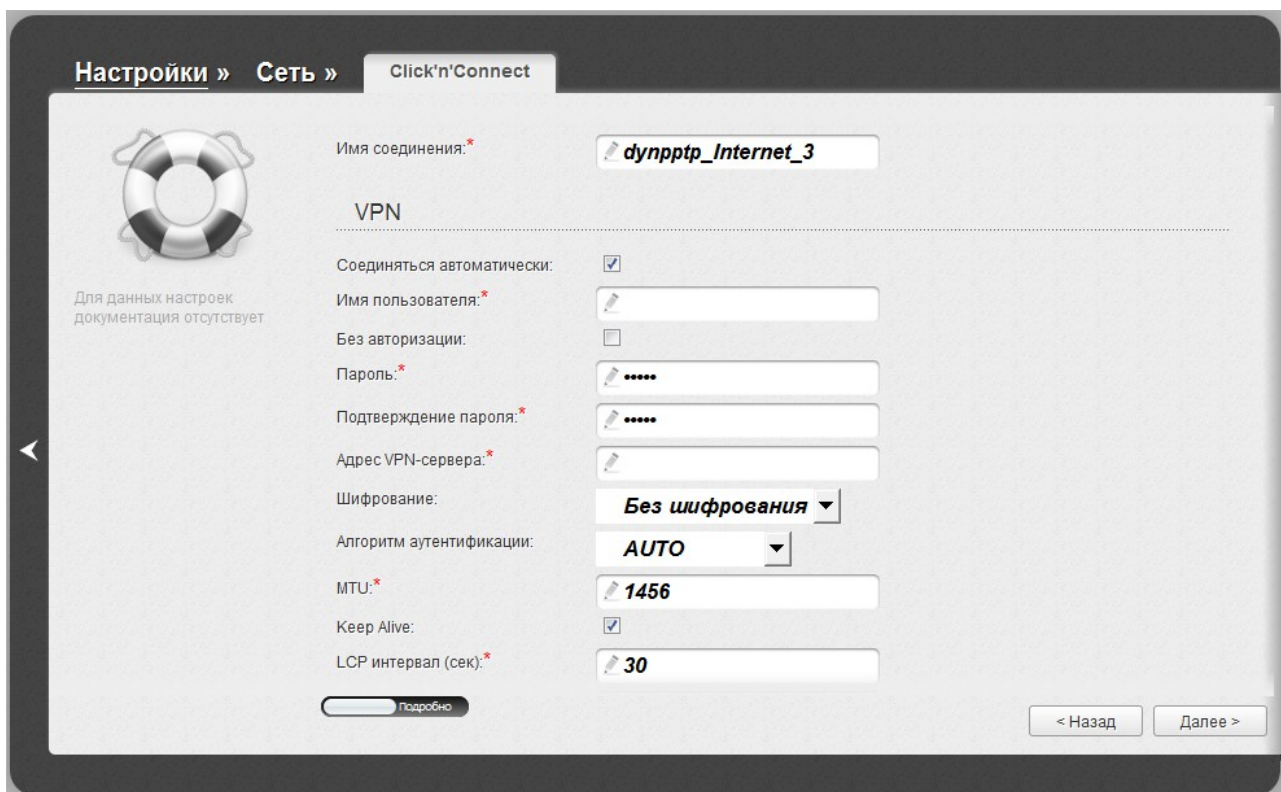 Настройки » Сеть » Click'n'Connect
Для данных настроек
документация отсутствует
Имя соединения:* dynpptp_Internet_3
VPN
Соединяться автоматически:
Имя пользователя:*
Без авторизации:
Пароль:* •••••
Подтверждение пароля:* •••••
Адрес VPN-сервера:*
Шифрование: Без шифрования
Алгоритм аутентификации: AUTO
MTU:* 1456
Keep Alive:
LCP интервал (сек):* 30
Подробно
< Назад Далее >